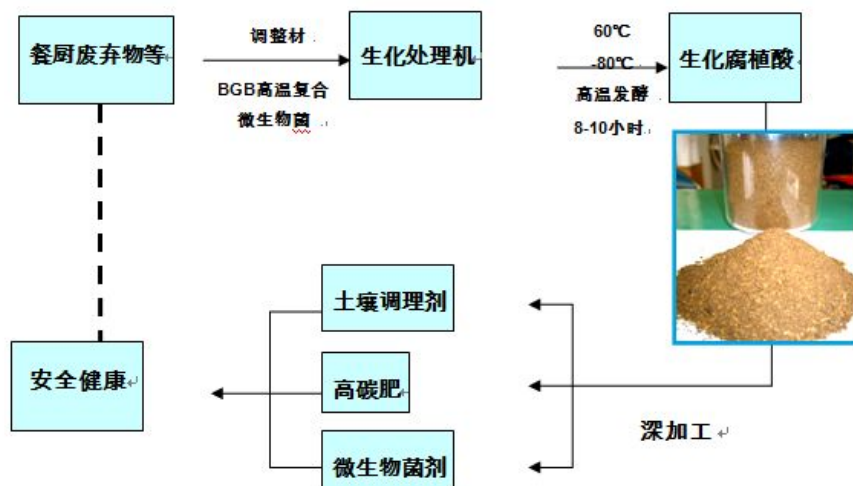 餐厨废弃物等
调整材
BGB高温复合
微生物菌
生化处理机
60℃
-80℃
高温发酵
8-10小时
生化腐植酸
土壤调理剂
高碳肥
微生物菌剂
安全健康
深加工